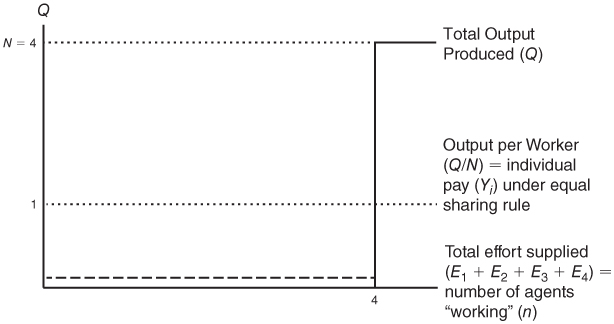 Q
N = 4
Total Output
Produced (Q)
Output per Worker
(Q/N) = individual
pay (Yᵢ) under equal
sharing rule
1
Total effort supplied
(E₁ + E₂ + E₃ + E₄) =
number of agents
“working” (n)
4